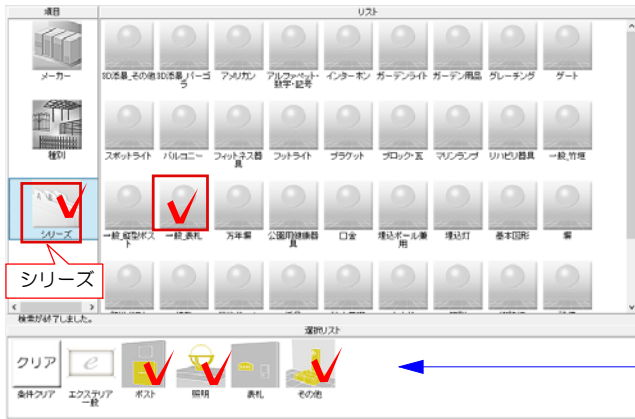 項目
リスト
メーカー
3D添景_その他
3D添景_パーゴ
ラ
アメリカン
アルファベット・
数字・記号
インターホン
ガーデンライト
ガーデン用品
グレーチング
ゲート
種別
スポットライト
バルコニー
フィットネス器
具
フットライト
ブラケット
ブロック・瓦
マリンランプ
リハビリ器具
一般_竹垣
シリーズ
一般_縦型ポス
ト
一般_表札
万年塀
公園用健康器
具
口金
埋込ポール兼
用
埋込灯
基本図形
塀
シリーズ
検索が終了しました。
選択リスト
クリア
条件クリア
エクステリア
一般
ポスト
照明
表札
その他